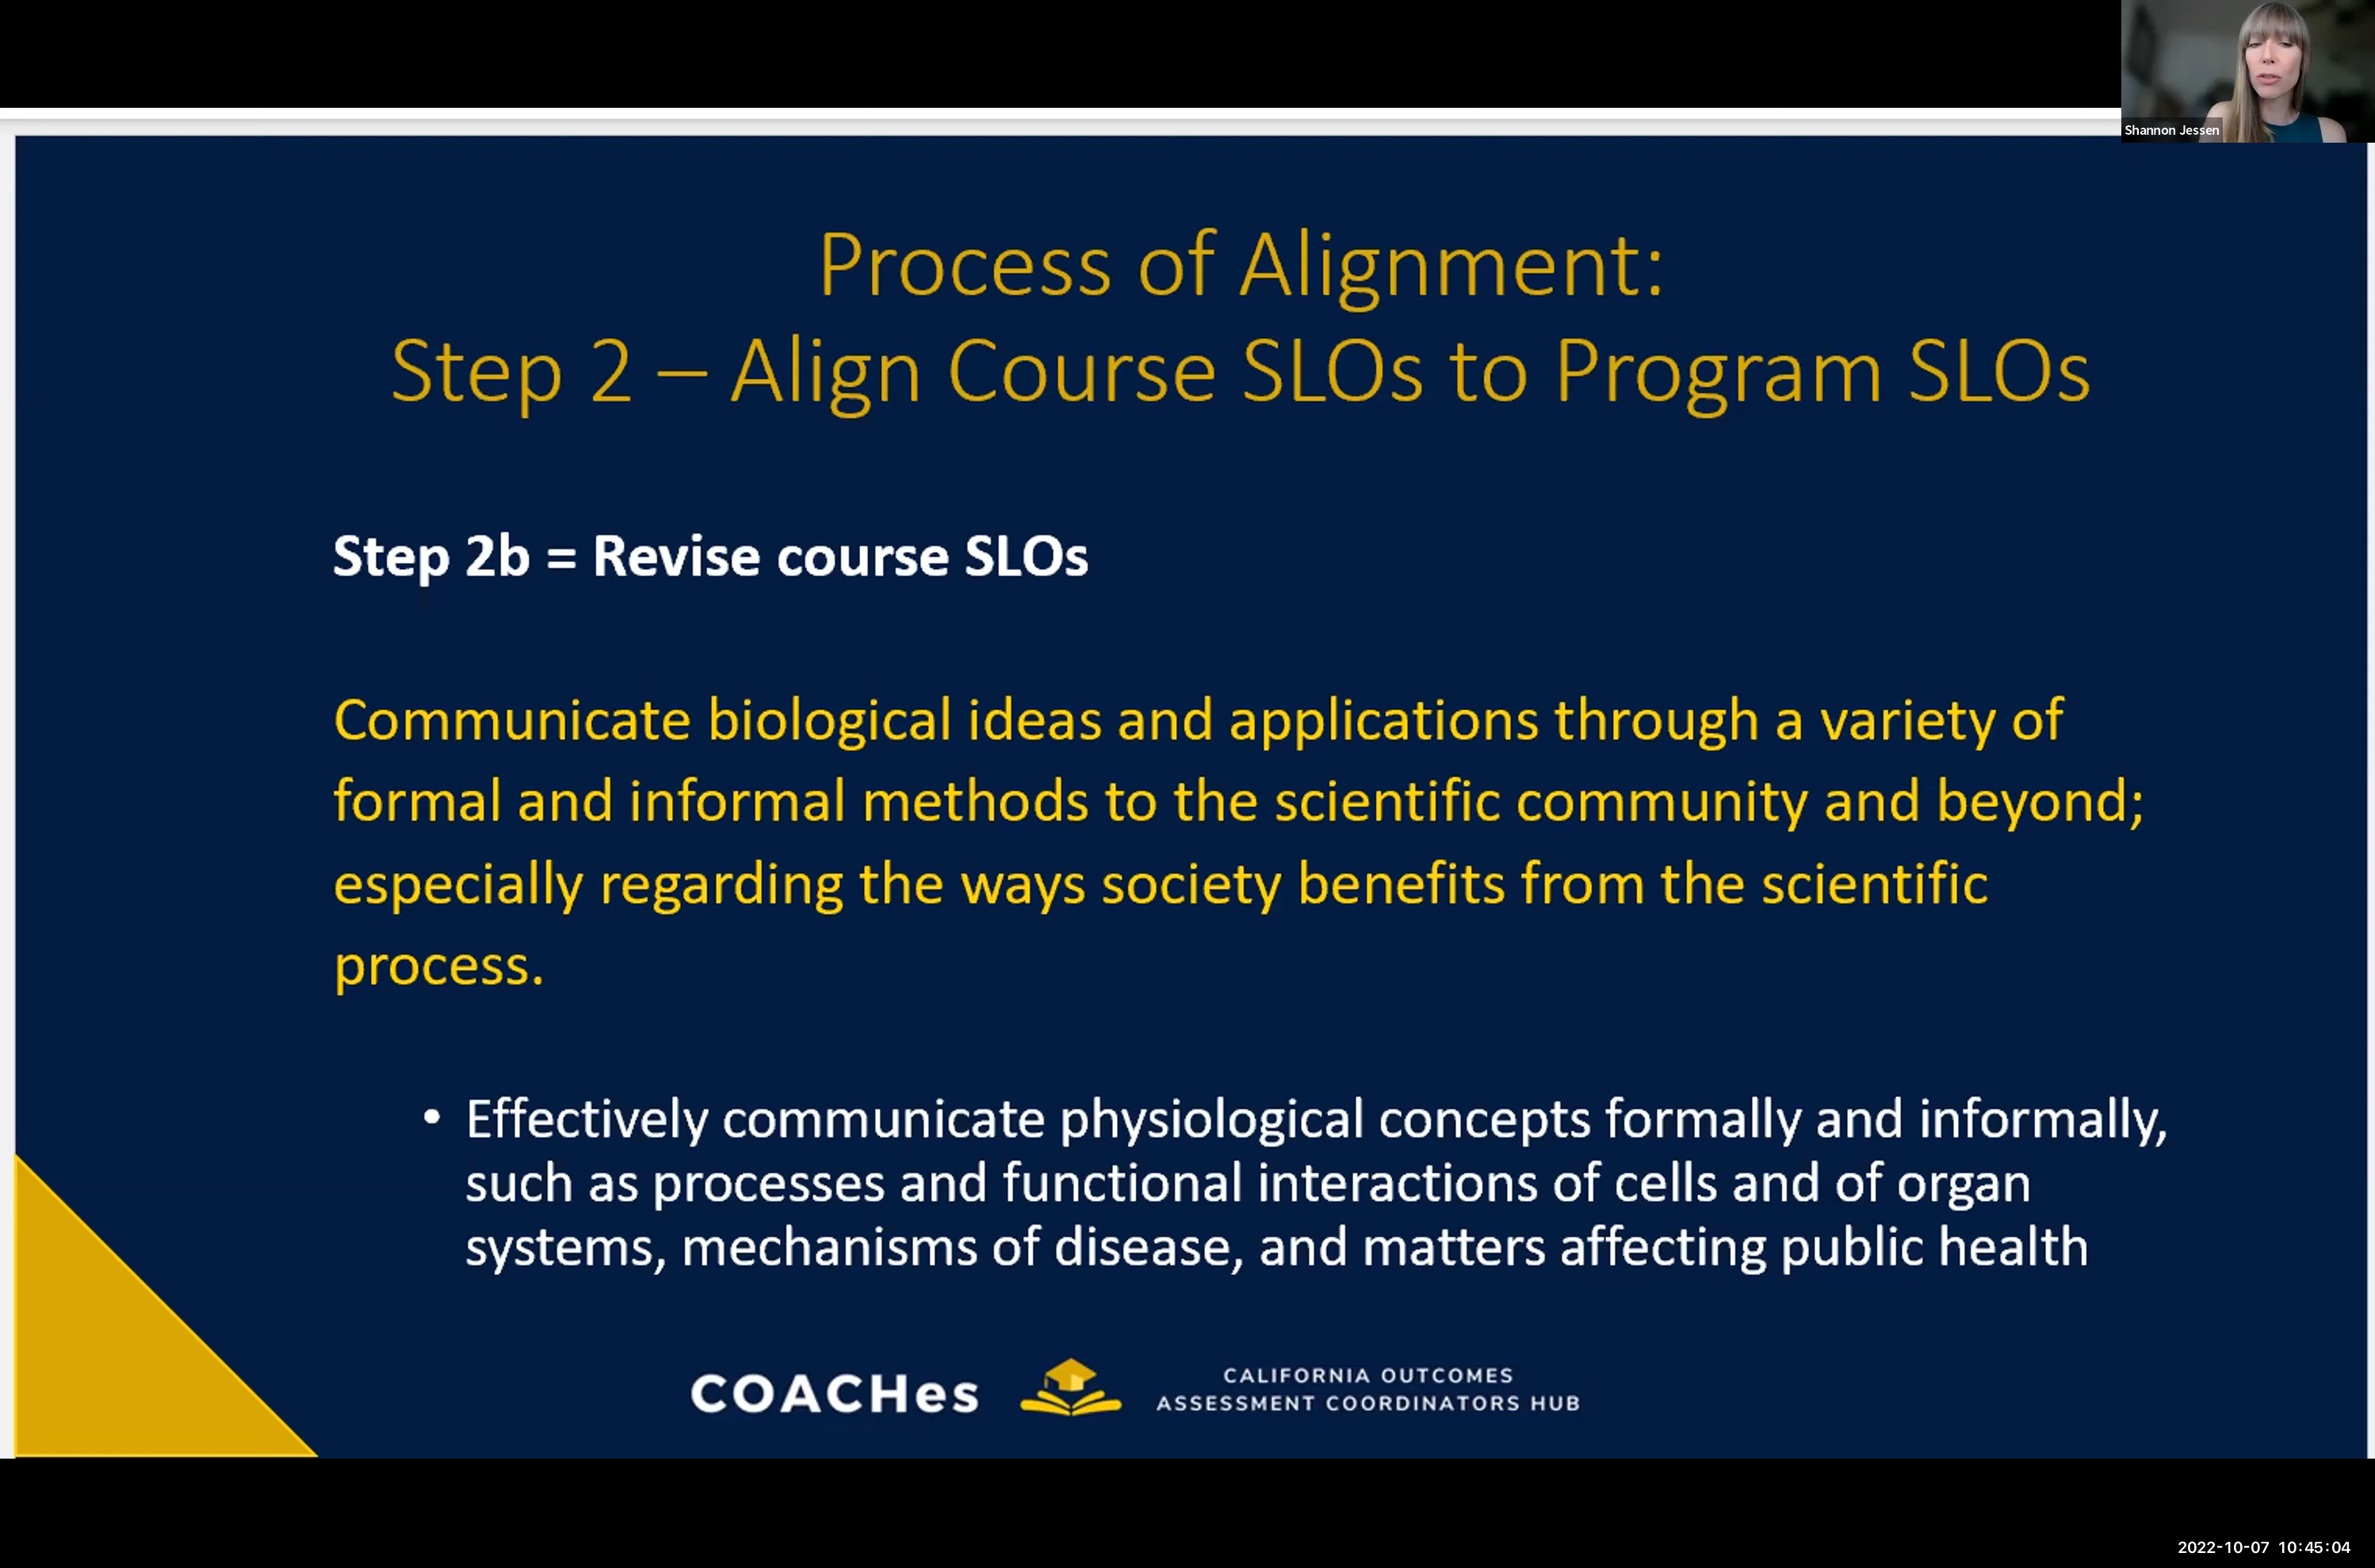 Shannon Jessen
Process of Alignment:
Step 2 – Align Course SLOs to Program SLOs
Step 2b = Revise course SLOs
Communicate biological ideas and applications through a variety of
formal and informal methods to the scientific community and beyond;
especially regarding the ways society benefits from the scientific
process.
• Effectively communicate physiological concepts formally and informally,
such as processes and functional interactions of cells and of organ
systems, mechanisms of disease, and matters affecting public health
COACHes
CALIFORNIA OUTCOMES
ASSESSMENT COORDINATORS HUB
2022-10-07 10:45:04